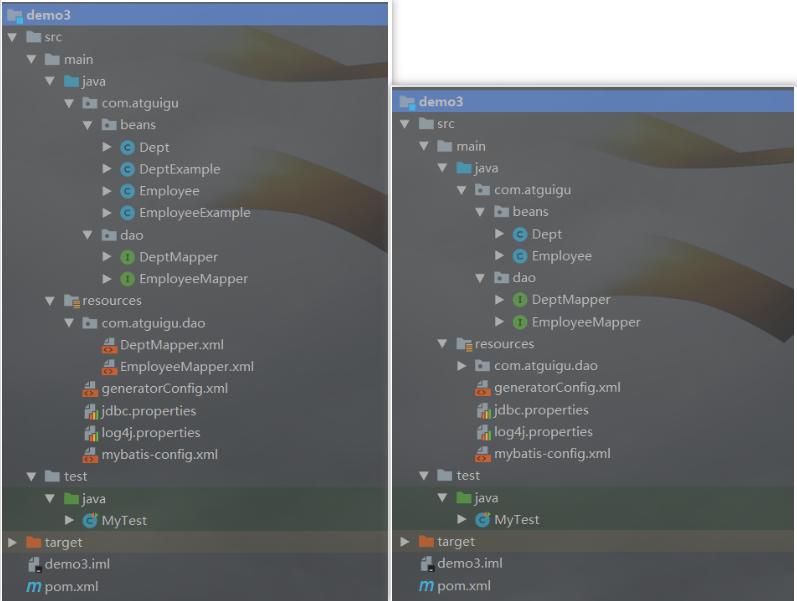 demo3
src
main
java
com.atguigu
beans
Dept
DeptExample
Employee
EmployeeExample
dao
DeptMapper
EmployeeMapper
resources
com.atguigu.dao
DeptMapper.xml
EmployeeMapper.xml
generatorConfig.xml
jdbc.properties
log4j.properties
mybatis-config.xml
test
java
MyTest
target
demo3.iml
pom.xml
demo3
src
main
java
com.atguigu
beans
Dept
Employee
dao
DeptMapper
EmployeeMapper
resources
com.atguigu.dao
generatorConfig.xml
jdbc.properties
log4j.properties
mybatis-config.xml
test
java
MyTest
target
demo3.iml
pom.xml